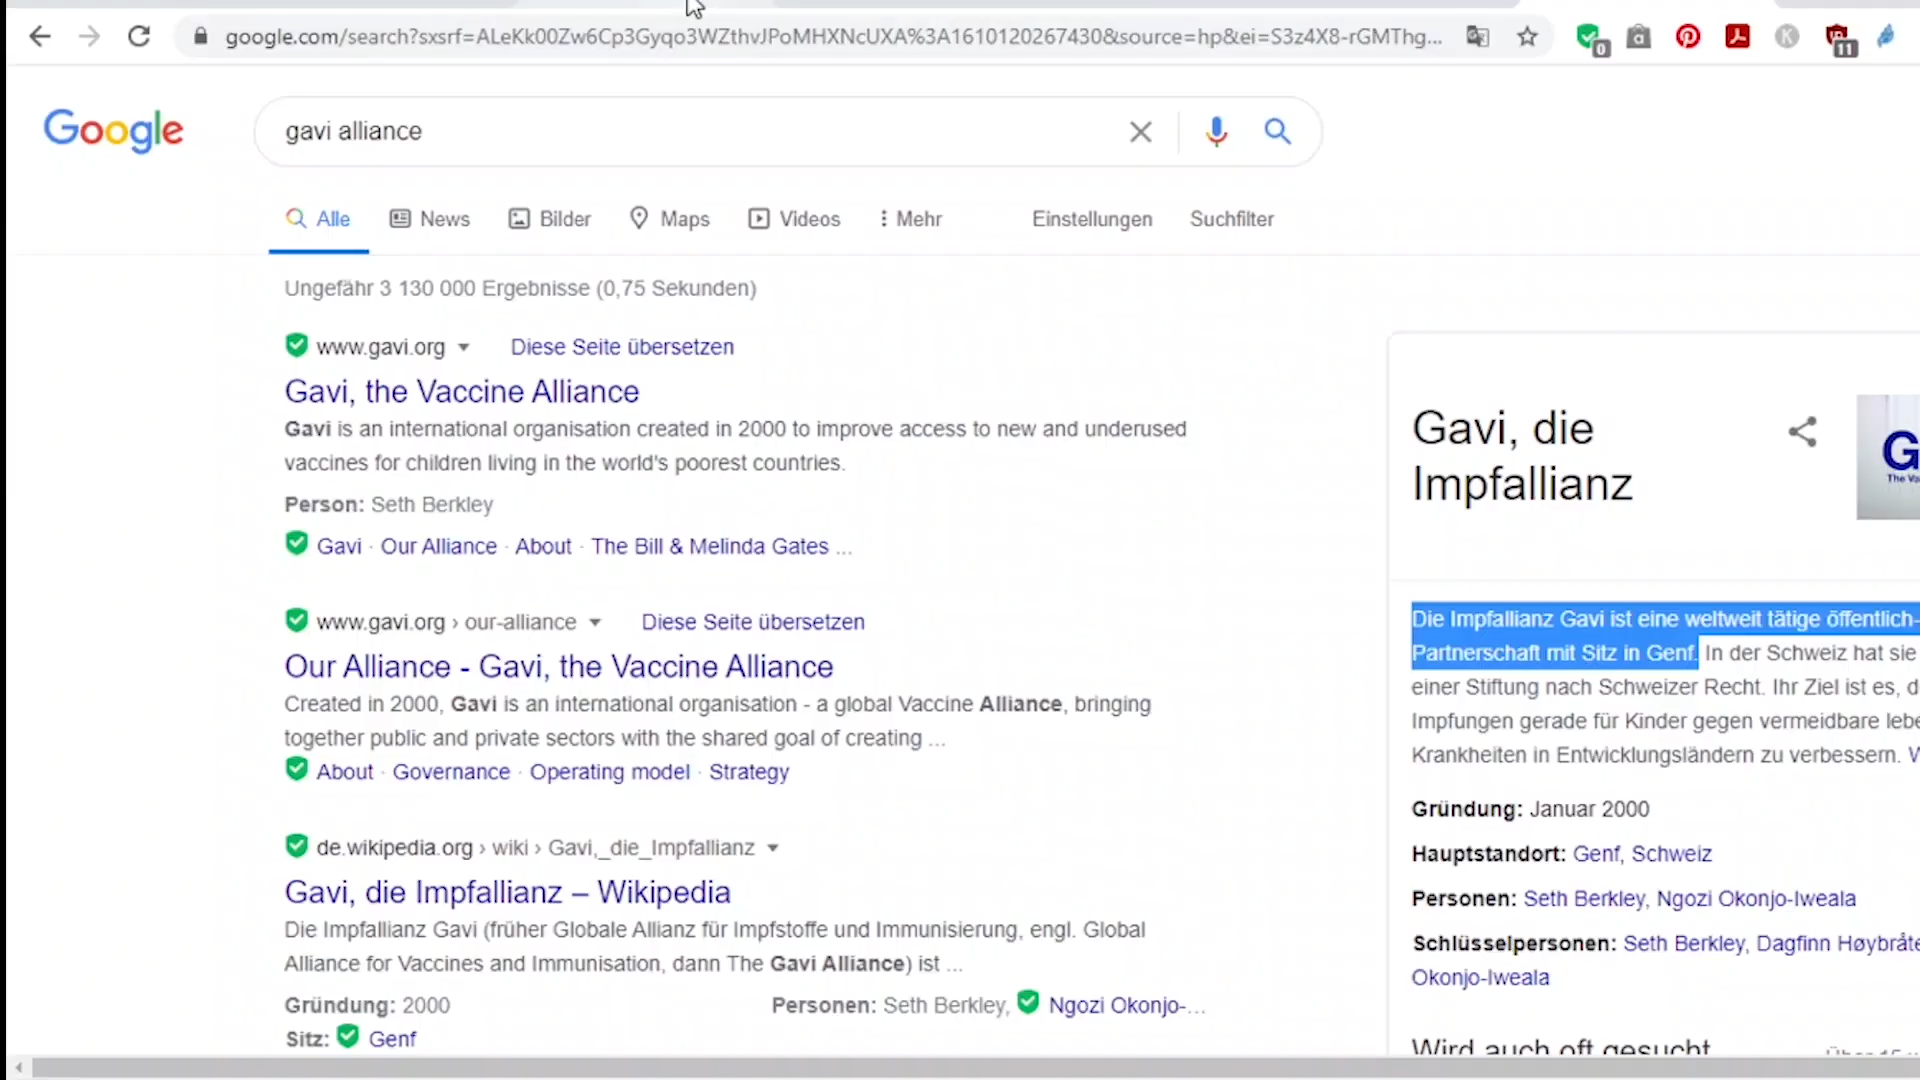 google.com/search?sxsrf=ALeKk00Zw6Cp3Gyqo3WZthvJPoMHXNcUXA%3A1610120267430&source=hp&ei=S3z4X8-rGMThg...
0
11
Google
gavi alliance
Alle News Bilder Maps Videos Mehr Einstellungen Suchfilter
Ungefähr 3 130 000 Ergebnisse (0,75 Sekunden)
www.gavi.org Diese Seite übersetzen
Gavi, the Vaccine Alliance
Gavi is an international organisation created in 2000 to improve access to new and underused
vaccines for children living in the world's poorest countries.
Person: Seth Berkley
Gavi · Our Alliance · About · The Bill & Melinda Gates ...
www.gavi.org › our-alliance Diese Seite übersetzen
Our Alliance - Gavi, the Vaccine Alliance
Created in 2000, Gavi is an international organisation - a global Vaccine Alliance, bringing
together public and private sectors with the shared goal of creating ...
About · Governance · Operating model · Strategy
de.wikipedia.org › wiki › Gavi,_die_Impfallianz
Gavi, die Impfallianz – Wikipedia
Die Impfallianz Gavi (früher Globale Allianz für Impfstoffe und Immunisierung, engl. Global
Alliance for Vaccines and Immunisation, dann The Gavi Alliance) ist ...
Gründung: 2000
Personen: Seth Berkley, Ngozi Okonjo-...
Sitz: Genf
Gavi, die
Impfallianz
Die Impfallianz Gavi ist eine weltweit tätige öffentlich-
Partnerschaft mit Sitz in Genf. In der Schweiz hat sie
einer Stiftung nach Schweizer Recht. Ihr Ziel ist es,
Impfungen gerade für Kinder gegen vermeidbare
Krankheiten in Entwicklungsländern zu verbessern.
Gründung: Januar 2000
Hauptstandort: Genf, Schweiz
Personen: Seth Berkley, Ngozi Okonjo-Iweala
Schlüsselpersonen: Seth Berkley, Dagfinn
Okonjo-Iweala
Wird auch oft gesucht